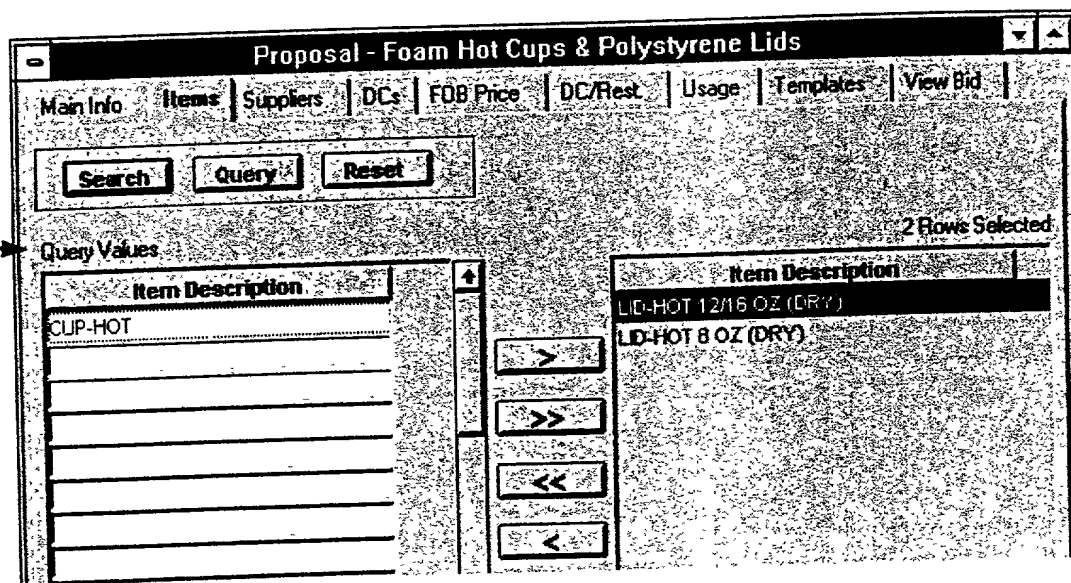 Proposal - Foam Hot Cups & Polystyrene Lids
Main Info Items Suppliers DCs FOB Price DC/Rest. Usage Templates View Bid
Search Query Reset
2 Rows Selected
Query Values
Item Description
CUP-HOT
>
>>
<<
<
Item Description
LID-HOT 12/16 OZ (DRY)
LID-HOT 8 OZ (DRY)